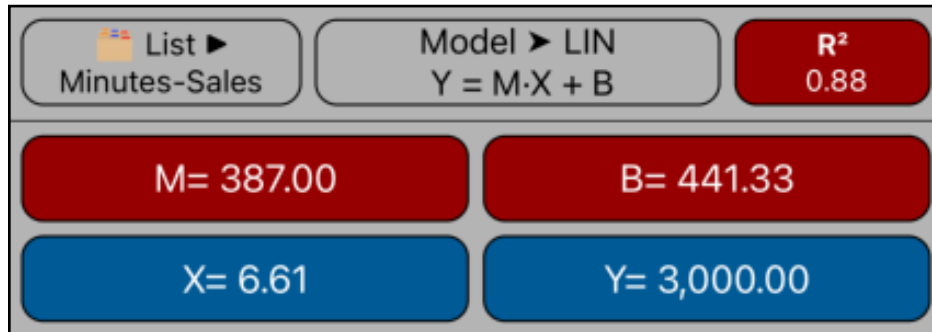 List ►
Minutes-Sales
Model ➤ LIN
Y = M·X + B
R²
0.88
M= 387.00
B= 441.33
X= 6.61
Y= 3,000.00